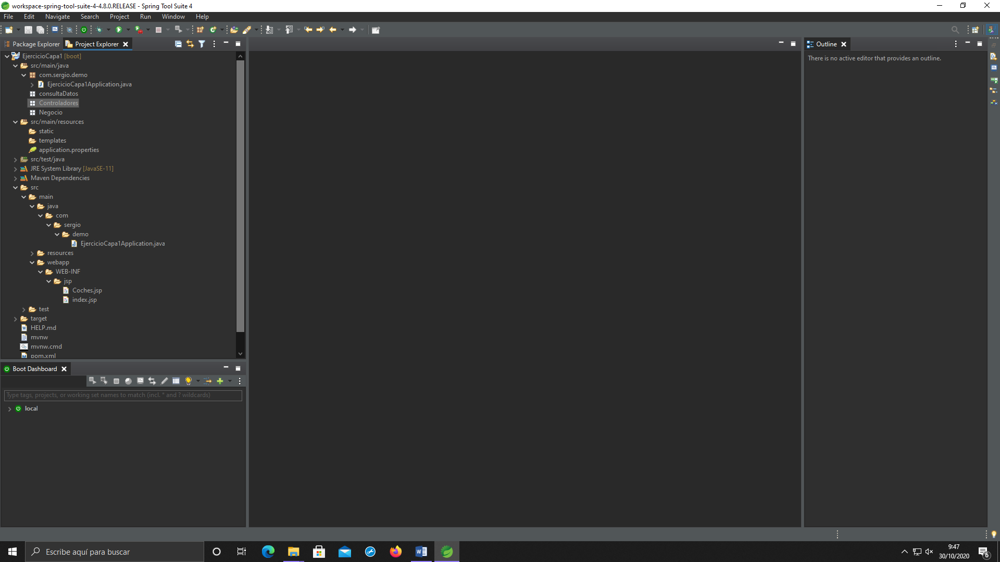 workspace-spring-tool-suite-4-4.8.0.RELEASE - Spring Tool Suite 4
File Edit Navigate Search Project Run Window Help
Package Explorer Project Explorer
EjercicioCapa1 [boot]
src/main/java
com.sergio.demo
EjercicioCapa1Application.java
consultaDatos
Controladores
Negocio
src/main/resources
static
templates
application.properties
src/test/java
JRE System Library [JavaSE-11]
Maven Dependencies
src
main
java
com
sergio
demo
EjercicioCapa1Application.java
resources
webapp
WEB-INF
jsp
Coches.jsp
index.jsp
test
target
HELP.md
mvnw
mvnw.cmd
pom.xml
Boot Dashboard
Type tags, projects, or working set names to match (incl. * and ? wildcards)
local
Outline
There is no active editor that provides an outline.
Escribe aquí para buscar
9:47
30/10/2020
6